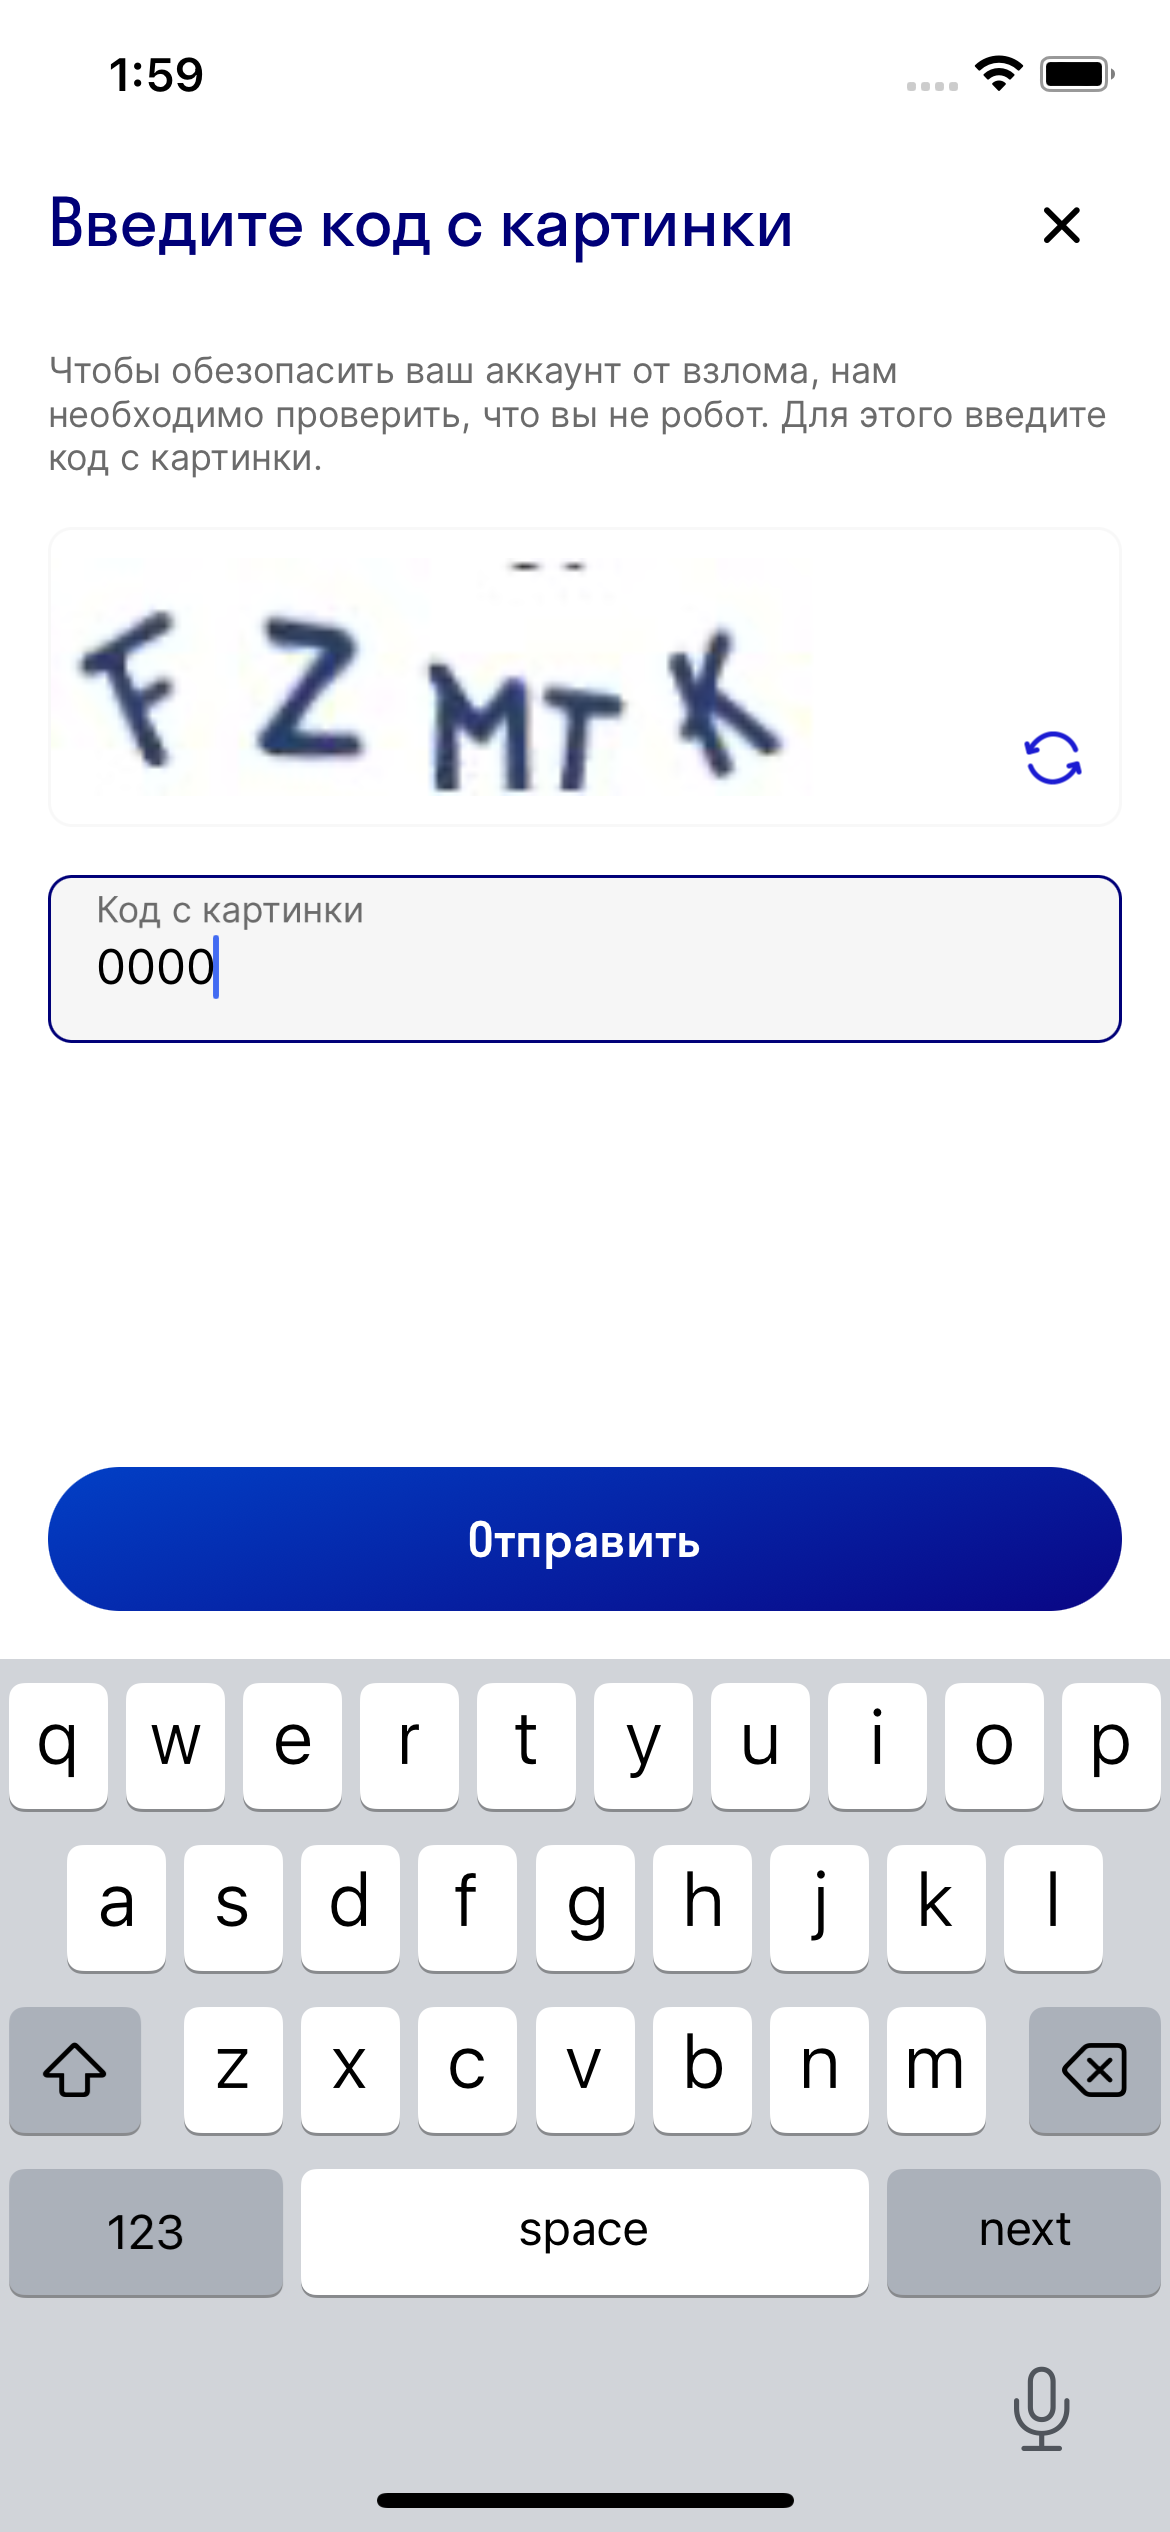 1:59
Введите код с картинки
Чтобы обезопасить ваш аккаунт от взлома, нам
необходимо проверить, что вы не робот. Для этого введите
код с картинки.
F Z M T K
Код с картинки
0000
Отправить
q w e r t y u i o p
a s d f g h j k l
z x c v b n m
123 space next